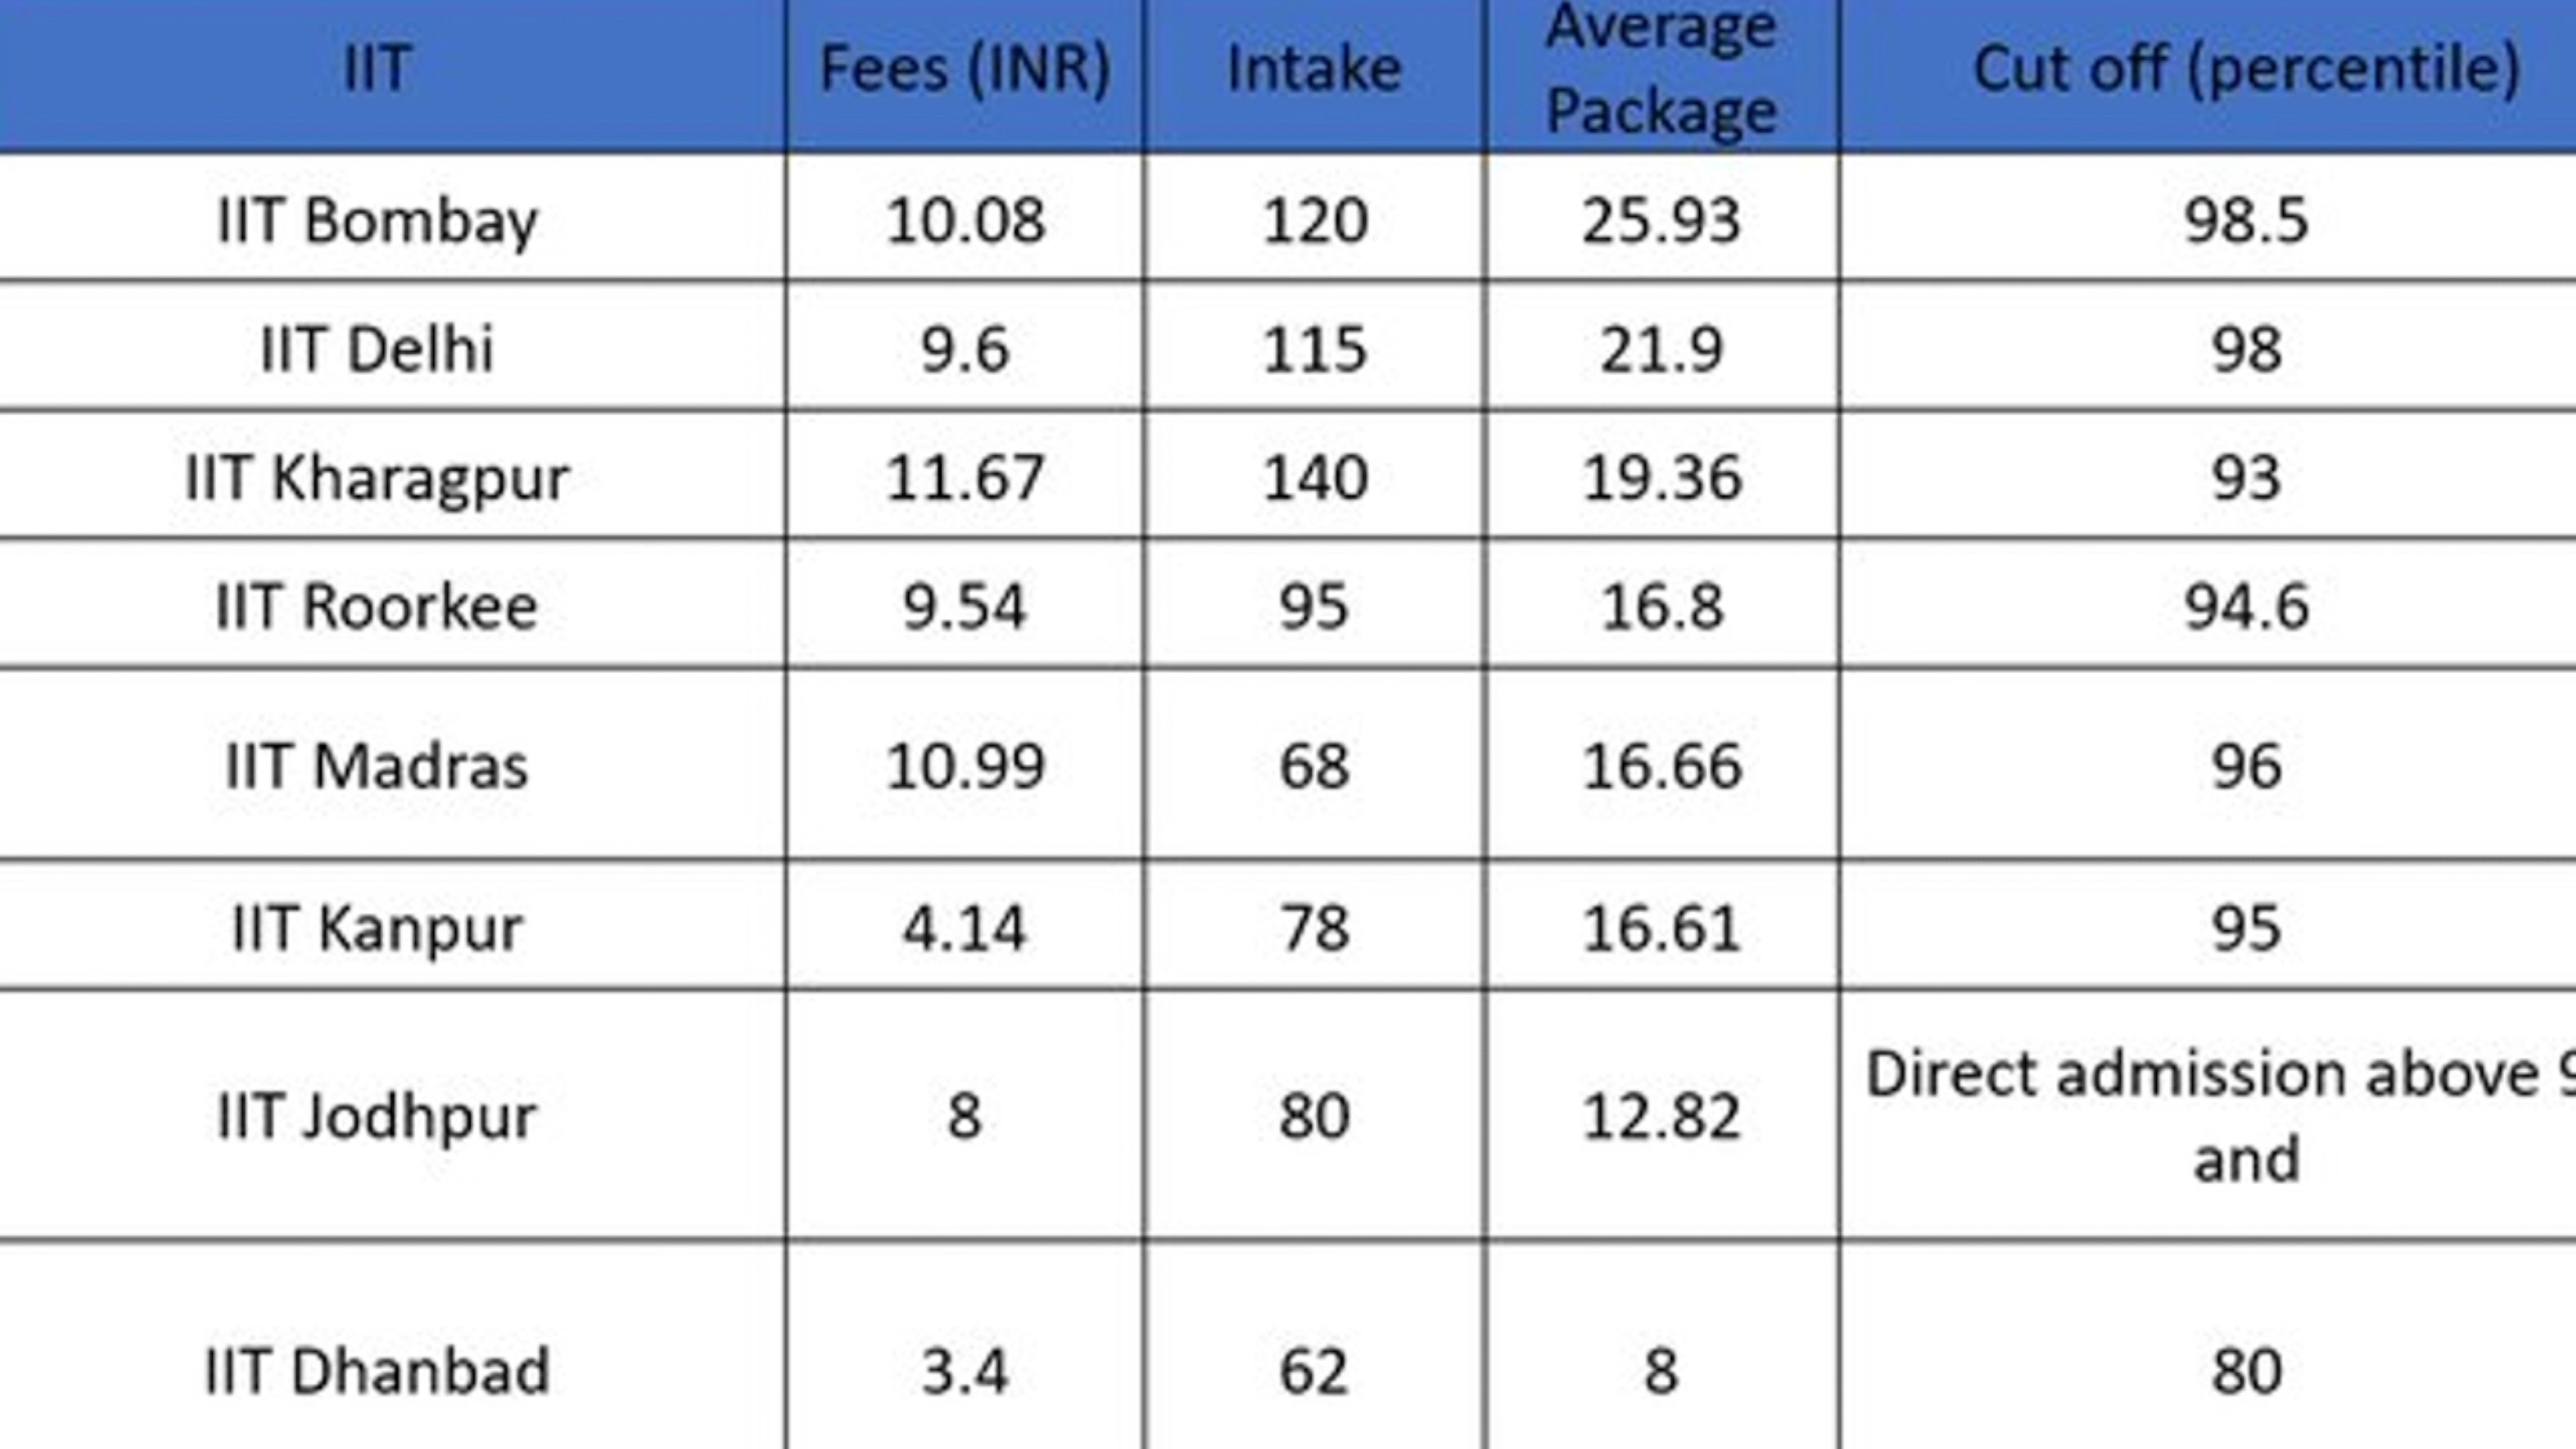 IIT Fees (INR) Intake Average Package Cut off (percentile)
IIT Bombay 10.08 120 25.93 98.5
IIT Delhi 9.6 115 21.9 98
IIT Kharagpur 11.67 140 19.36 93
IIT Roorkee 9.54 95 16.8 94.6
IIT Madras 10.99 68 16.66 96
IIT Kanpur 4.14 78 16.61 95
IIT Jodhpur 8 80 12.82 Direct admission above
and
IIT Dhanbad 3.4 62 8 80